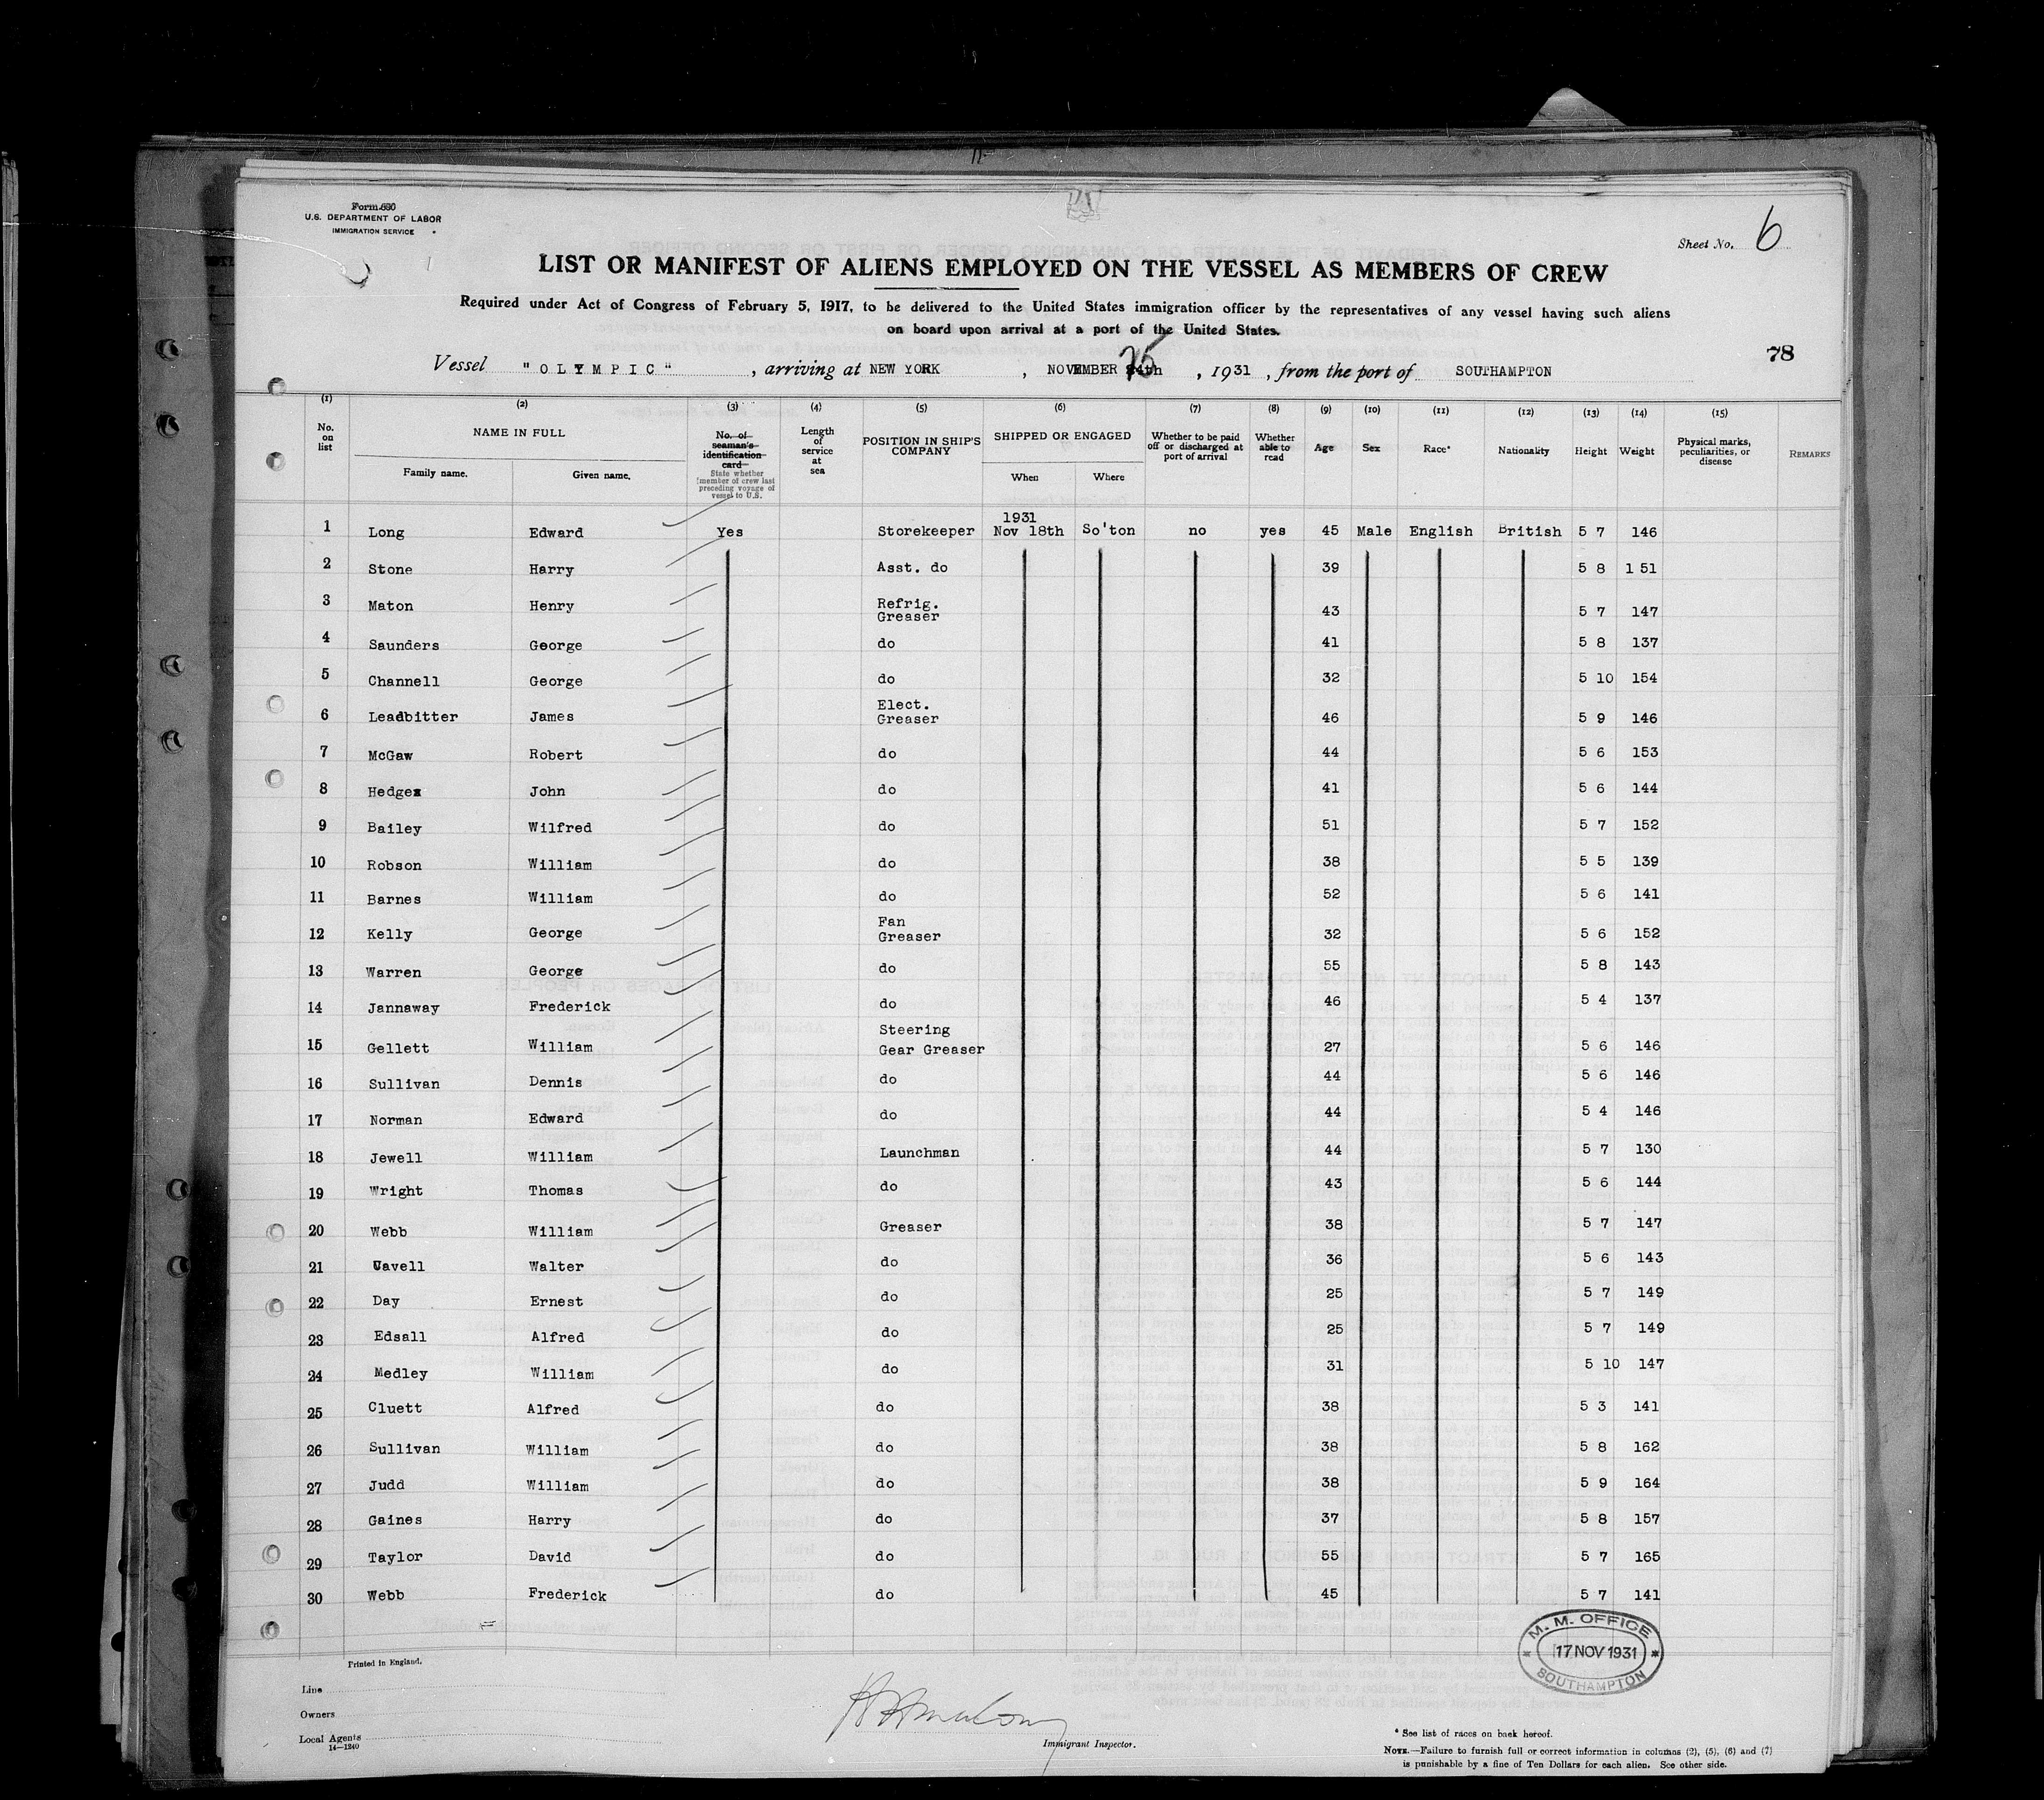 Form 680
U.S. DEPARTMENT OF LABOR
IMMIGRATION SERVICE
Sheet No. 6
LIST OR MANIFEST OF ALIENS EMPLOYED ON THE VESSEL AS MEMBERS OF CREW
Required under Act of Congress of February 5, 1917, to be delivered to the United States immigration officer by the representatives of any vessel having such aliens
on board upon arrival at a port of the United States.
78
Vessel "OLYMPIC", arriving at NEW YORK, NOVEMBER 24th 25, 1931, from the port of SOUTHAMPTON
(1) (2) (3) (4) (5) (6) (7) (8) (9) (10) (11) (12) (13) (14) (15)
No. on list
NAME IN FULL
Family name. Given name.
No. of seaman's identification card
State whether member of crew last preceding voyage of vessel to U.S.
Length of service at sea
POSITION IN SHIP'S COMPANY
SHIPPED OR ENGAGED
When Where
Whether to be paid off or discharged at port of arrival
Whether able to read
Age Sex Race* Nationality Height Weight
Physical marks, peculiarities, or disease
REMARKS
1 Long Edward Yes Storekeeper 1931 Nov 18th So'ton no yes 45 Male English British 5 7 146
2 Stone Harry Asst. do 39 5 8 1 51
3 Maton Henry Refrig. Greaser 43 5 7 147
4 Saunders George do 41 5 8 137
5 Channell George do 32 5 10 154
6 Leadbitter James Elect. Greaser 46 5 9 146
7 McGaw Robert do 44 5 6 153
8 Hedges John do 41 5 6 144
9 Bailey Wilfred do 51 5 7 152
10 Robson William do 38 5 5 139
11 Barnes William do 52 5 6 141
12 Kelly George Fan Greaser 32 5 6 152
13 Warren George do 55 5 8 143
14 Jannaway Frederick do 46 5 4 137
15 Gellett William Steering Gear Greaser 27 5 6 146
16 Sullivan Dennis do 44 5 6 146
17 Norman Edward do 44 5 4 146
18 Jewell William Launchman 44 5 7 130
19 Wright Thomas do 43 5 6 144
20 Webb William Greaser 38 5 7 147
21 Cavell Walter do 36 5 6 143
22 Day Ernest do 25 5 7 149
23 Edsall Alfred do 25 5 7 149
24 Medley William do 31 5 10 147
25 Cluett Alfred do 38 5 3 141
26 Sullivan William do 38 5 8 162
27 Judd William do 38 5 9 164
28 Gaines Harry do 37 5 8 157
29 Taylor David do 55 5 7 165
30 Webb Frederick do 45 5 7 141
M. M. OFFICE
17 NOV 1931
SOUTHAMPTON
Printed in England.
Line
Owners
Local Agents
14—1240
Immigrant Inspector.
* See list of races on back hereof.
NOTE.—Failure to furnish full or correct information in columns (2), (5), (6) and (7)
is punishable by a fine of Ten Dollars for each alien. See other side.